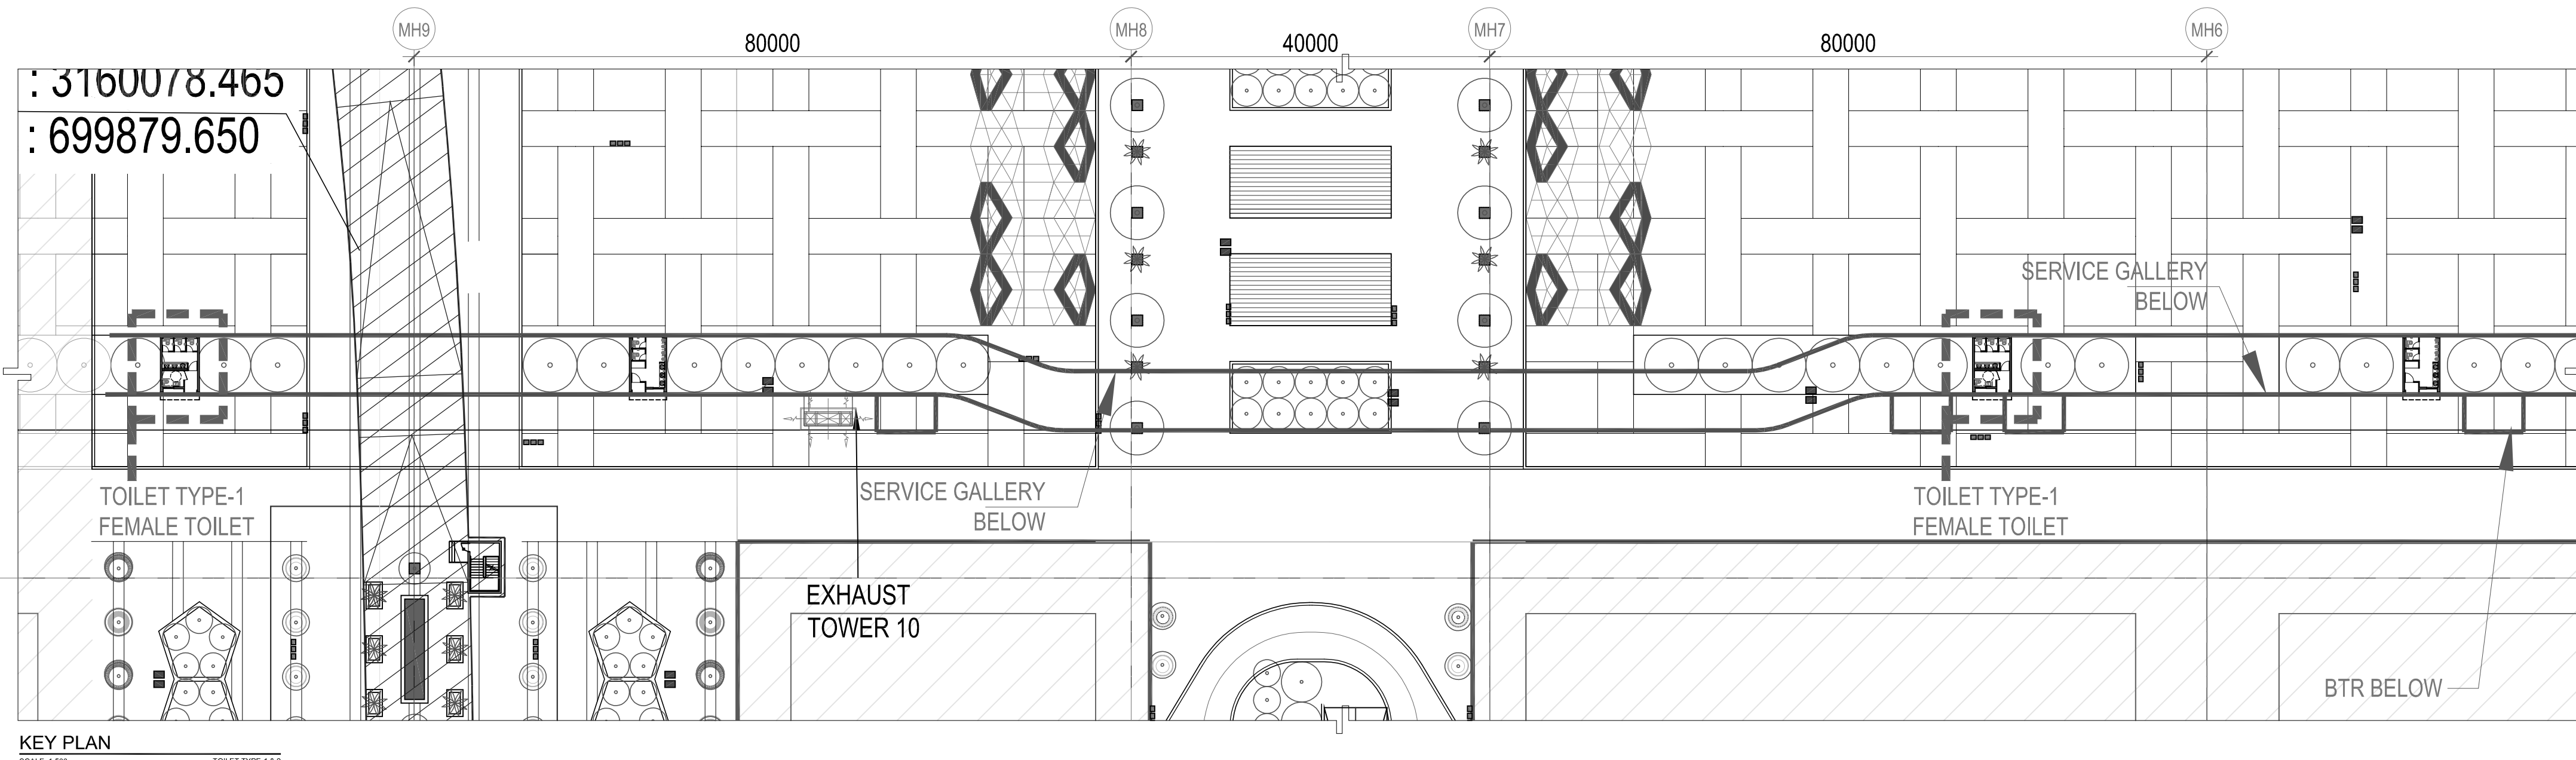 MH9
MH8
MH7
MH6
80000
40000
80000
: 3160078.465
: 699879.650
SERVICE GALLERY
BELOW
TOILET TYPE-1
FEMALE TOILET
SERVICE GALLERY
BELOW
TOILET TYPE-1
FEMALE TOILET
EXHAUST
TOWER 10
BTR BELOW
KEY PLAN